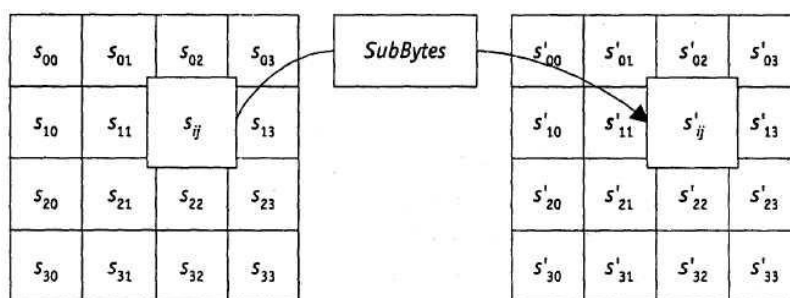 s00 s01 s02 s03 SubBytes s'00 s'01 s'02 s'03
s10 s11 sij s13 s'10 s'11 s'ij s'13
s20 s21 s22 s23 s'20 s'21 s'22 s'23
s30 s31 s32 s33 s'30 s'31 s'32 s'33